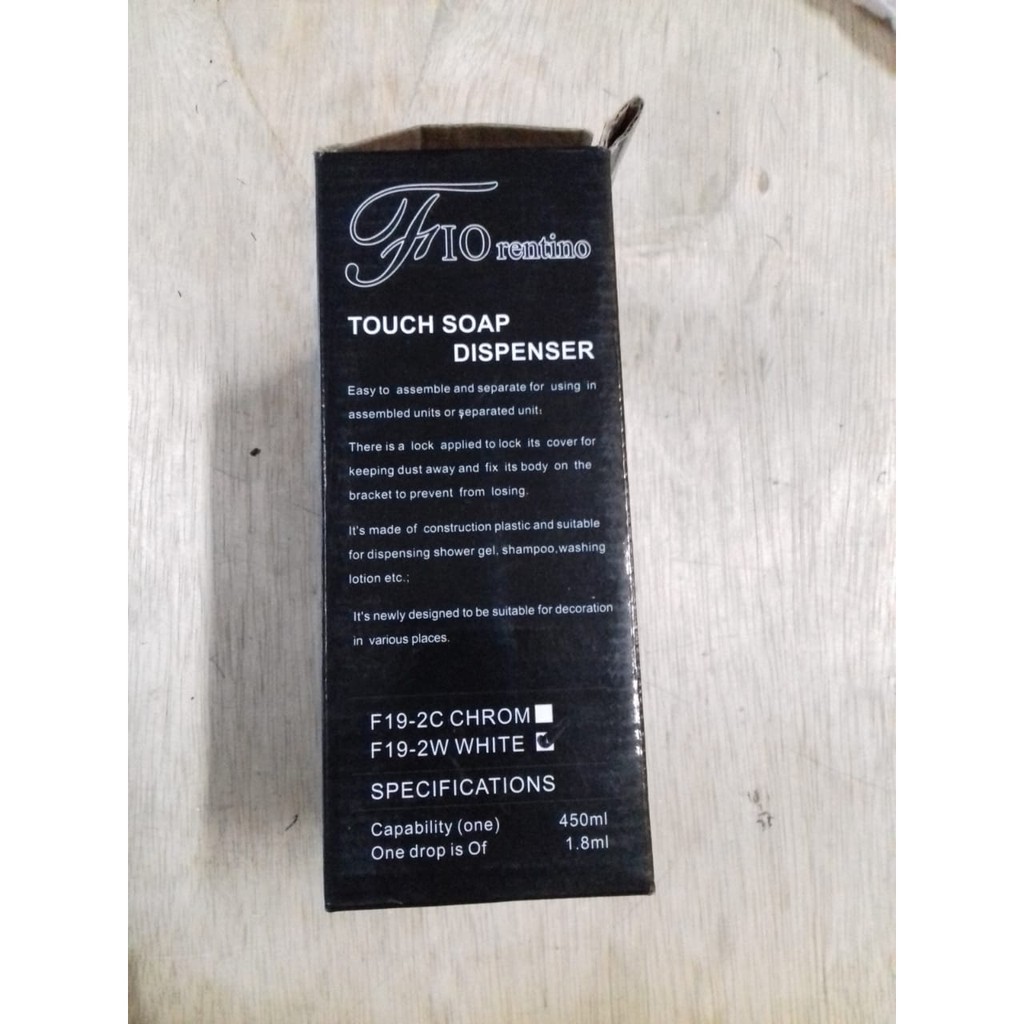 FIOrentino
TOUCH SOAP
DISPENSER
Easy to assemble and separate for using in
assembled units or separated unit;
There is a lock applied to lock its cover for
keeping dust away and fix its body on the
bracket to prevent from losing.
It's made of construction plastic and suitable
for dispensing shower gel, shampoo,washing
lotion etc.;
It's newly designed to be suitable for decoration
in various places.
F19-2C CHROM
F19-2W WHITE
SPECIFICATIONS
Capability (one) 450ml
One drop is Of 1.8ml